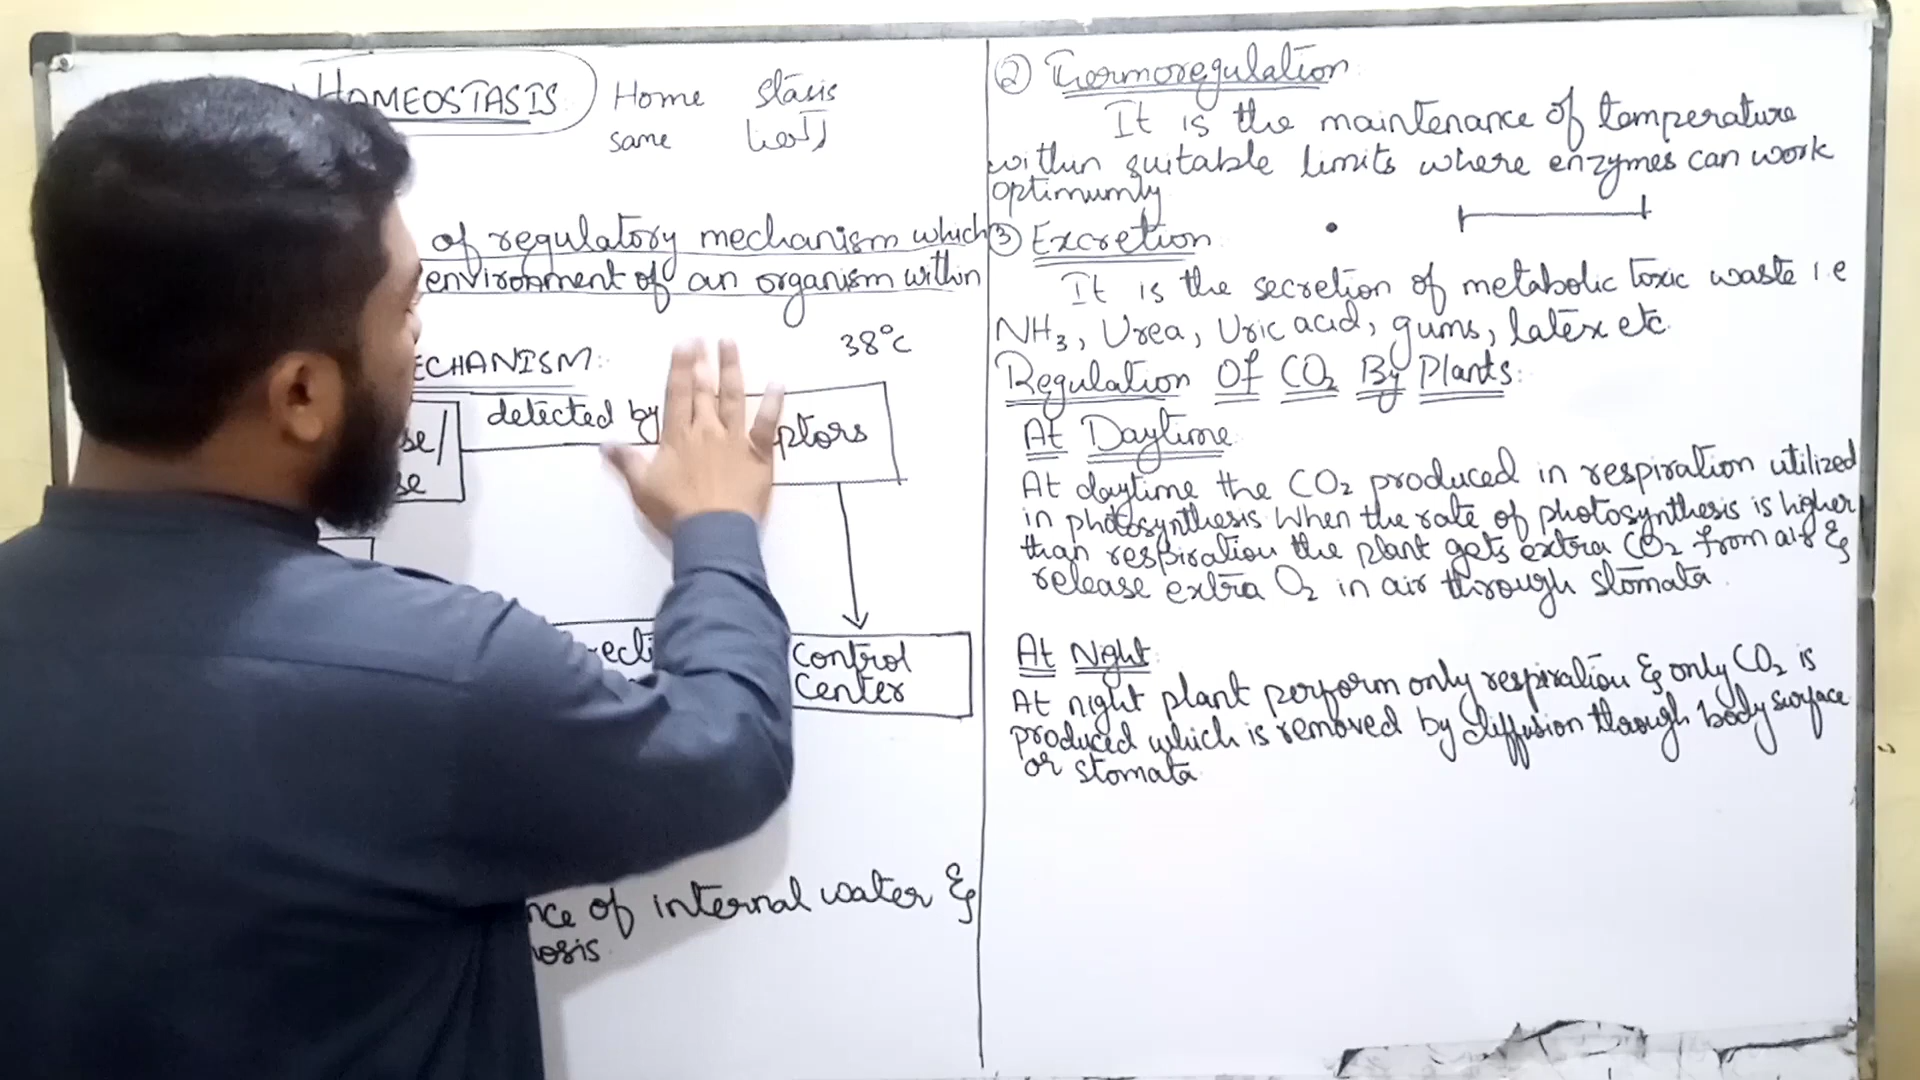 HOMEOSTASIS Home stasis
same
of regulatory mechanism which
environment of an organism within
38°C
ECHANISM:
detected by ptors
se/
se
ecti
Control
Center
nce of internal water &
osis.
② Thermoregulation
It is the maintenance of temperature
within suitable limits where enzymes can work
optimumly
③ Excretion
It is the secretion of metabolic toxic waste i.e
NH₃, Urea, Uric acid, gums, latex etc.
Regulation Of CO₂ By Plants:
At Daytime
At daytime the CO₂ produced in respiration utilized
in photosynthesis when the rate of photosynthesis is higher
than respiration the plant gets extra CO₂ from air &
release extra O₂ in air through stomata.
At Night:
At night plant perform only respiration & only CO₂ is
produced which is removed by diffusion through body surface
or stomata.